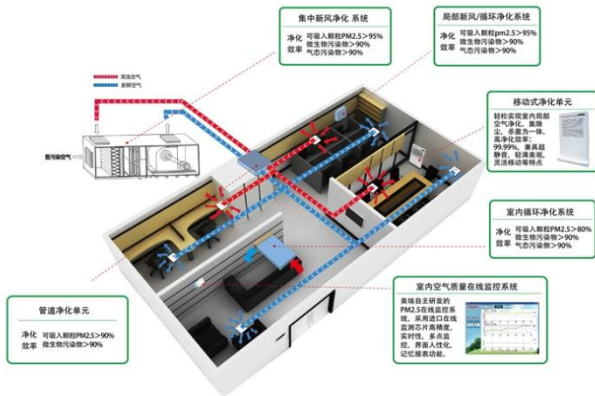 集中新风净化 系统
净化
效率
可吸入颗粒PM2.5＞95%
微生物污染物＞90%
气态污染物＞90%
局部新风/循环净化系统
净化
效率
可吸入颗粒pm2.5＞95%
微生物污染物＞90%
气态污染物＞90%
新鲜空气
室污染空气
移动式净化单元
轻松实现室内局部
空气净化，集除
尘，杀菌为一体。
高净化效率：
99.99%，兼具超
静音，轻薄美观，
灵活移动等特点
室内循环净化系统
净化
效率
可吸入颗粒PM2.5＞80%
微生物污染物＞90%
气态污染物＞90%
管道净化单元
净化
效率
可吸入颗粒PM2.5＞90%
微生物污染物＞90%
室内空气质量在线监控系统
美埃自主研发的
PM2.5在线监控系
统，采用进口在线
监测芯片高精度，
实时性，多点监
控，界面人性化，
记忆报表功能。